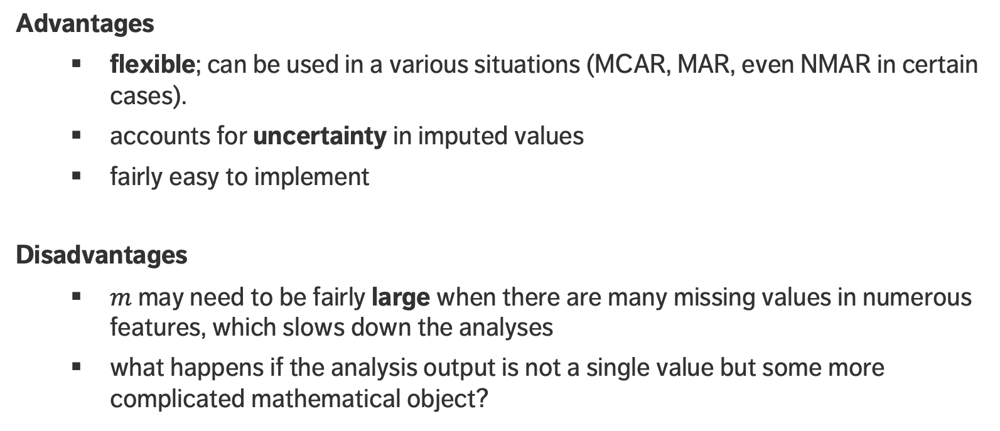 Advantages
▪ flexible; can be used in a various situations (MCAR, MAR, even NMAR in certain
cases).
▪ accounts for uncertainty in imputed values
▪ fairly easy to implement
Disadvantages
▪ m may need to be fairly large when there are many missing values in numerous
features, which slows down the analyses
▪ what happens if the analysis output is not a single value but some more
complicated mathematical object?